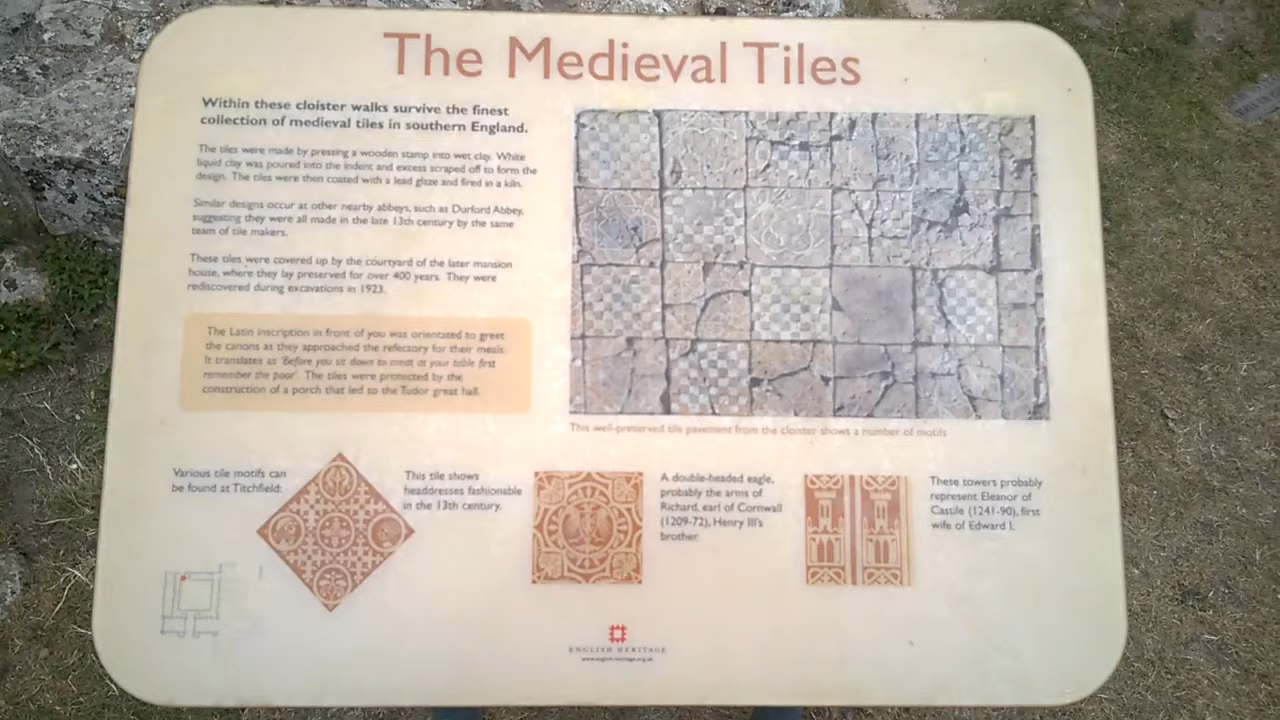 The Medieval Tiles
Within these cloister walks survive the finest
collection of medieval tiles in southern England.
The tiles were made by pressing a wooden stamp into wet clay. White
liquid clay was poured into the indent and excess scraped off to form the
design. The tiles were then coated with a lead glaze and fired in a kiln.
Similar designs occur at other nearby abbeys, such as Durford Abbey,
suggesting they were all made in the late 13th century by the same
team of tile makers.
These tiles were covered up by the courtyard of the later mansion
house, where they lay preserved for over 400 years. They were
rediscovered during excavations in 1923.
The Latin inscription in front of you was orientated to greet
the canons as they approached the refectory for their meals.
It translates as 'Before you sit down to meat at your table first
remember the poor'. The tiles were protected by the
construction of a porch that led to the Tudor great hall.
This well-preserved tile pavement from the cloister shows a number of motifs
Various tile motifs can
be found at Titchfield:
This tile shows
headdresses fashionable
in the 13th century.
A double-headed eagle,
probably the arms of
Richard, earl of Cornwall
(1209-72), Henry III's
brother.
These towers probably
represent Eleanor of
Castile (1241-90), first
wife of Edward I.
ENGLISH HERITAGE
www.english-heritage.org.uk